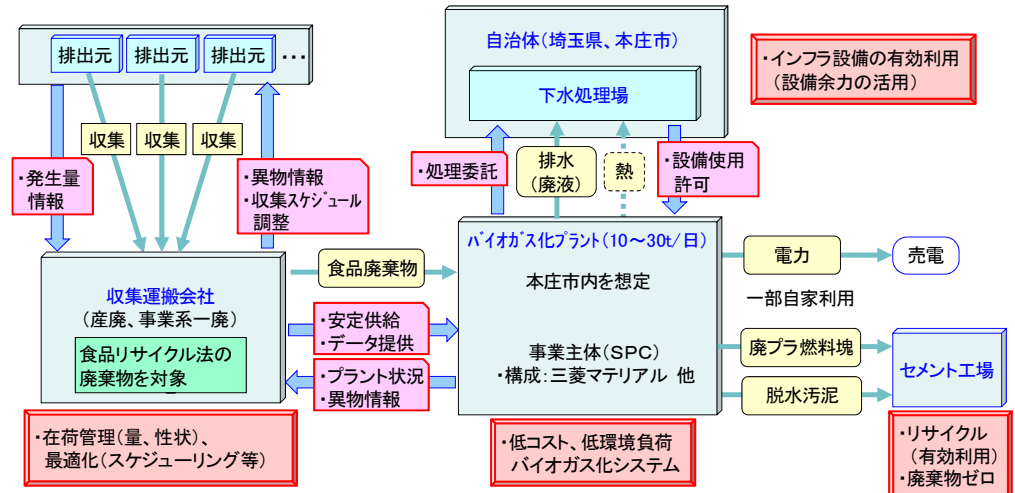 排出元
排出元
排出元
・・・
収集
収集
収集
・発生量
情報
・異物情報
・収集スケジュール
調整
収集運搬会社
（産廃、事業系一廃）
食品リサイクル法の
廃棄物を対象
・在荷管理（量、性状）、
最適化（スケジューリング等）
食品廃棄物
・安定供給
・データ提供
・プラント状況
・異物情報
自治体（埼玉県、本庄市）
下水処理場
・インフラ設備の有効利用
（設備余力の活用）
・処理委託
排水
（廃液）
熱
・設備使用
許可
バイオガス化プラント（10～30t/日）
本庄市内を想定
事業主体（SPC）
・構成：三菱マテリアル 他
・低コスト、低環境負荷
バイオガス化システム
電力
売電
一部自家利用
廃プラ燃料塊
脱水汚泥
セメント工場
・リサイクル
（有効利用）
・廃棄物ゼロ